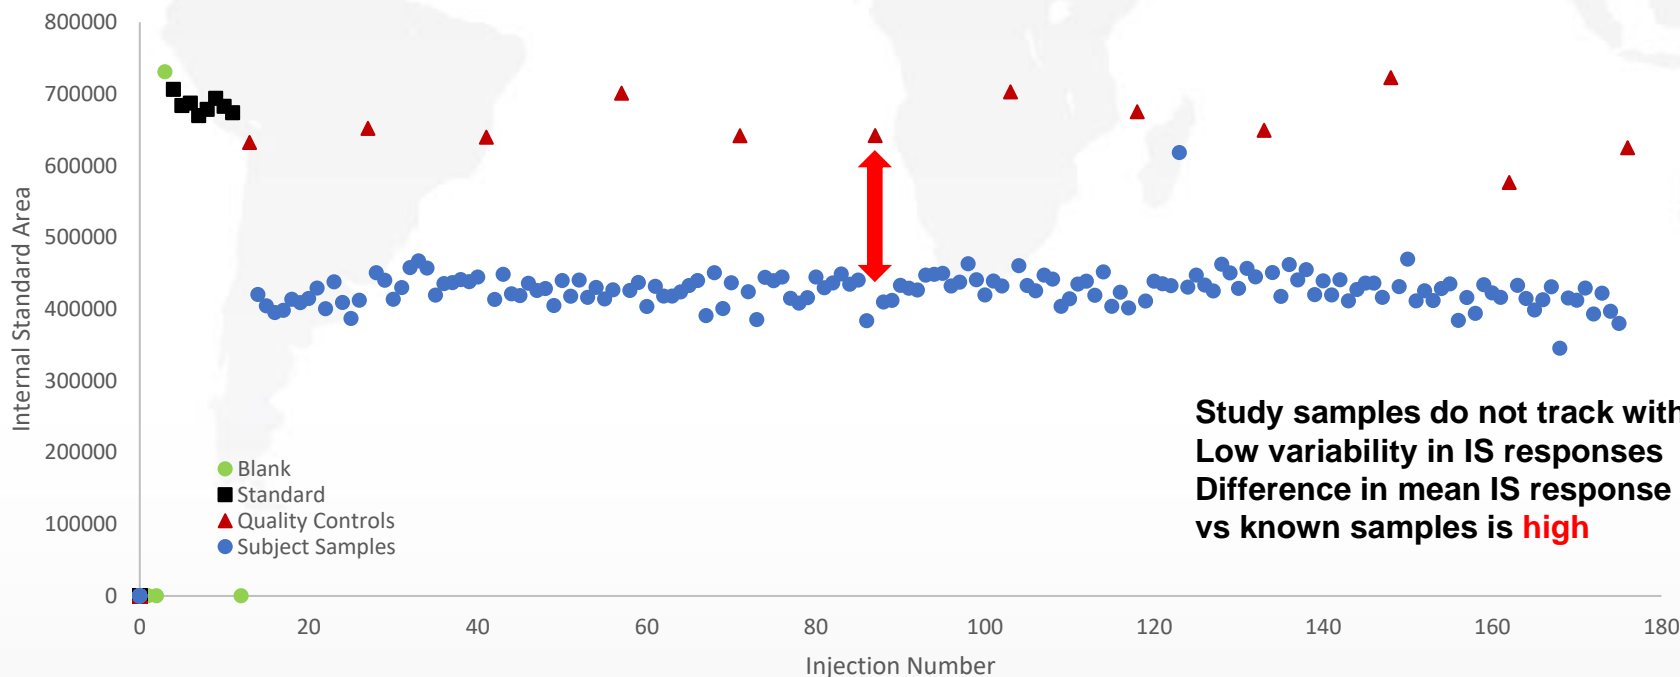 800000
700000
600000
500000
400000
300000
200000
100000
0
Internal Standard Area
Blank
Standard
Quality Controls
Subject Samples
Study samples do not track with
Low variability in IS responses
Difference in mean IS response
vs known samples is high
0 20 40 60 80 100 120 140 160 180
Injection Number